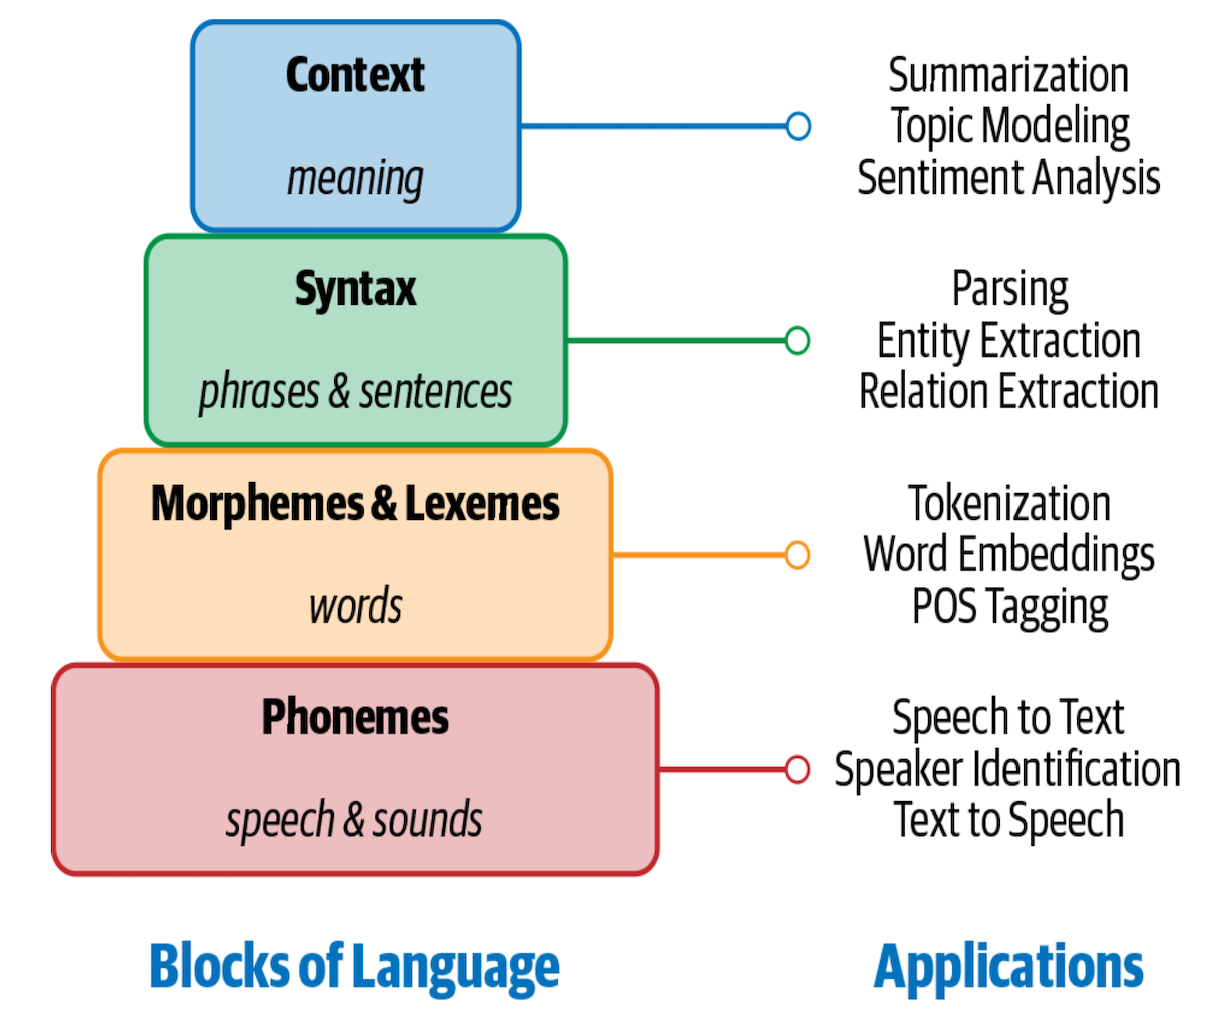 Context
meaning
Summarization
Topic Modeling
Sentiment Analysis
Syntax
phrases & sentences
Parsing
Entity Extraction
Relation Extraction
Morphemes & Lexemes
words
Tokenization
Word Embeddings
POS Tagging
Phonemes
speech & sounds
Speech to Text
Speaker Identification
Text to Speech
Blocks of Language
Applications